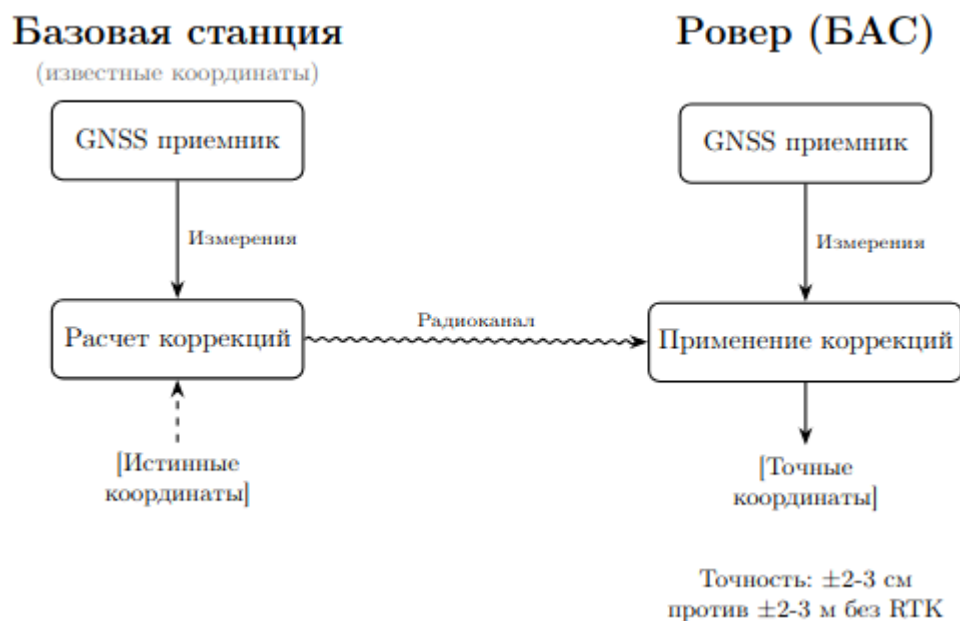 Базовая станция
(известные координаты)
GNSS приемник
Измерения
Расчет коррекций
[Истинные
координаты]
Радиоканал
Ровер (БАС)
GNSS приемник
Измерения
Применение коррекций
[Точные
координаты]
Точность: ±2-3 см
против ±2-3 м без RTK